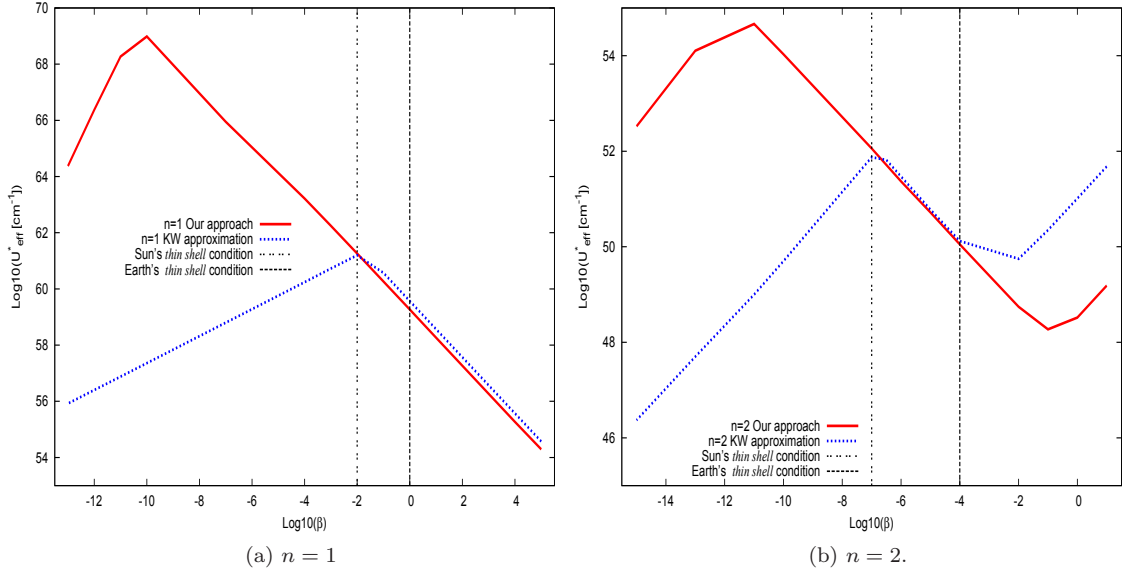 70
68
66
64
62
60
58
56
54
Log10(U*eff [cm-1])
n=1 Our approach
n=1 KW approximation
Sun's thin shell condition
Earth's thin shell condition
-12 -10 -8 -6 -4 -2 0 2 4
Log10(β)
(a) n = 1
54
52
50
48
46
Log10(U*eff [cm-1])
n=2 Our approach
n=2 KW approximation
Sun's thin shell condition
Earth's thin shell condition
-14 -12 -10 -8 -6 -4 -2 0
Log10(β)
(b) n = 2.